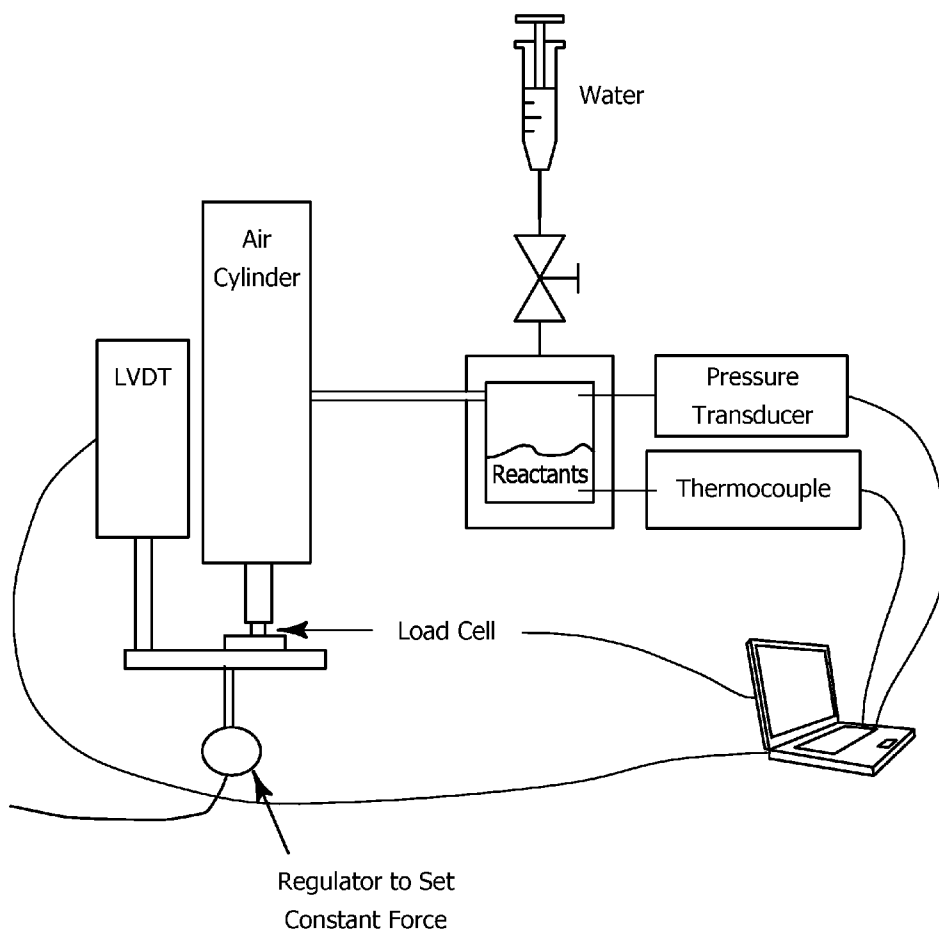 Water
Air
Cylinder
LVDT
Pressure
Transducer
Reactants
Thermocouple
Load Cell
Regulator to Set
Constant Force